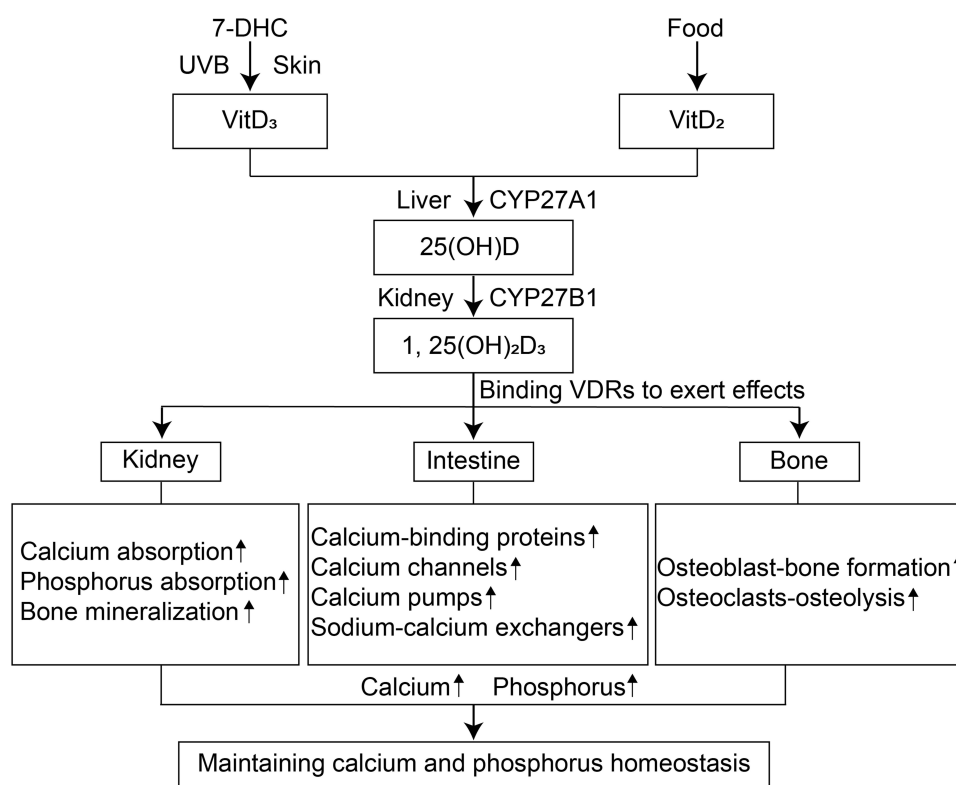 7-DHC
Food
UVB Skin
VitD₃
VitD₂
Liver CYP27A1
25(OH)D
Kidney CYP27B1
1, 25(OH)₂D₃
Binding VDRs to exert effects
Kidney
Intestine
Bone
Calcium absorption↑
Phosphorus absorption↑
Bone mineralization↑
Calcium-binding proteins↑
Calcium channels↑
Calcium pumps↑
Sodium-calcium exchangers↑
Osteoblast-bone formation↑
Osteoclasts-osteolysis↑
Calcium↑ Phosphorus↑
Maintaining calcium and phosphorus homeostasis